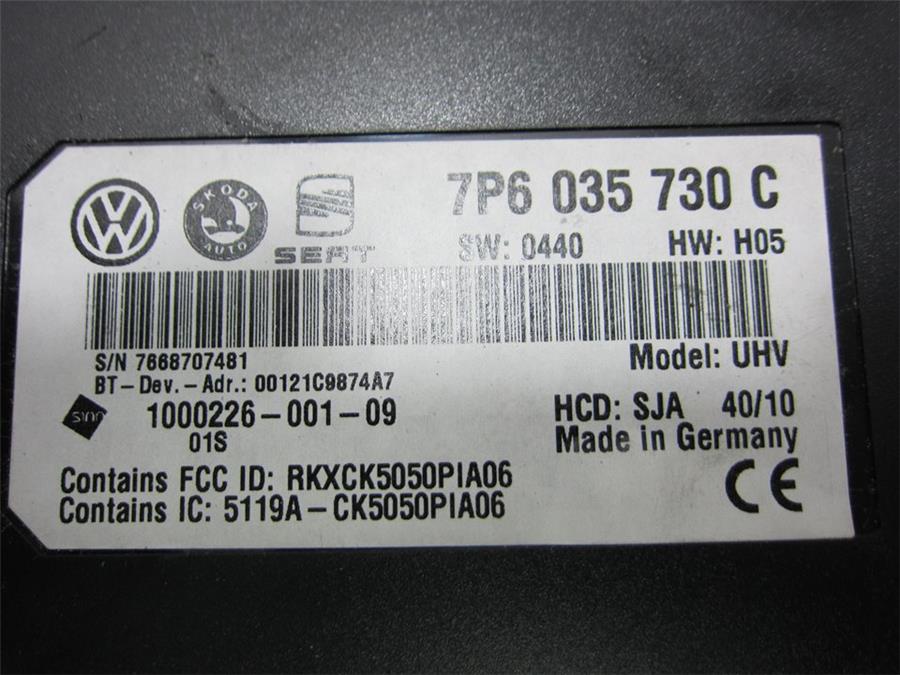 7P6 035 730 C
SKODA
AUTO
SEAT
SW: 0440 HW: H05
S/N 7668707481 Model: UHV
BT-Dev.-Adr.: 00121C9874A7
1000226-001-09 HCD: SJA 40/10
01S Made in Germany
Contains FCC ID: RKXCK5050PIA06
Contains IC: 5119A-CK5050PIA06
CE